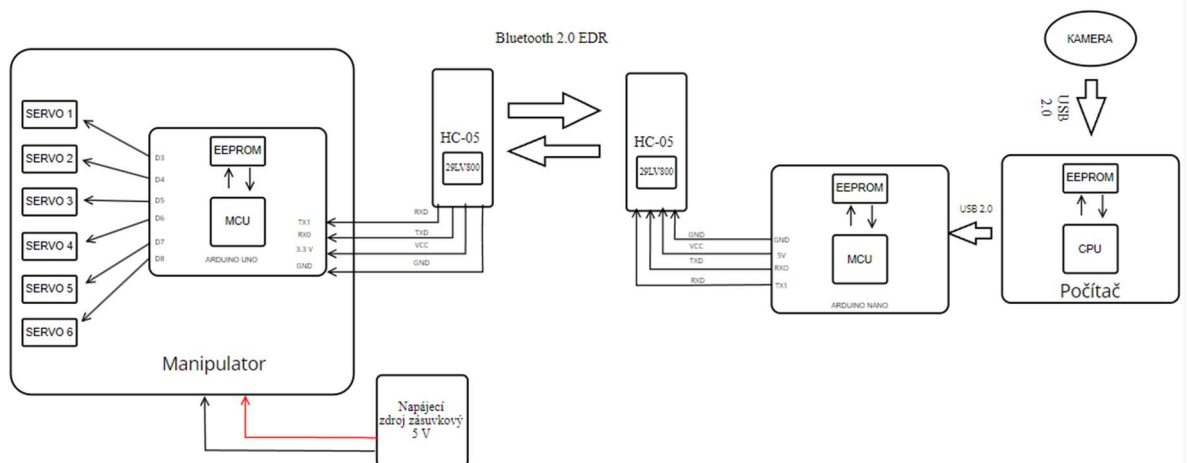 Bluetooth 2.0 EDR
KAMERA
USB
2.0
SERVO 1
SERVO 2
SERVO 3
SERVO 4
SERVO 5
SERVO 6
D3
D4
D5
D6
D7
D8
EEPROM
MCU
ARDUINO UNO
TX1
RX0
3.3 V
GND
Manipulator
RXD
TXD
VCC
GND
HC-05
29LV800
HC-05
29LV800
GND
VCC
TXD
RXD
GND
5V
RXO
TX1
EEPROM
MCU
ARDUINO NANO
USB 2.0
EEPROM
CPU
Počítač
Napájecí
zdroj zásuvkový
5 V